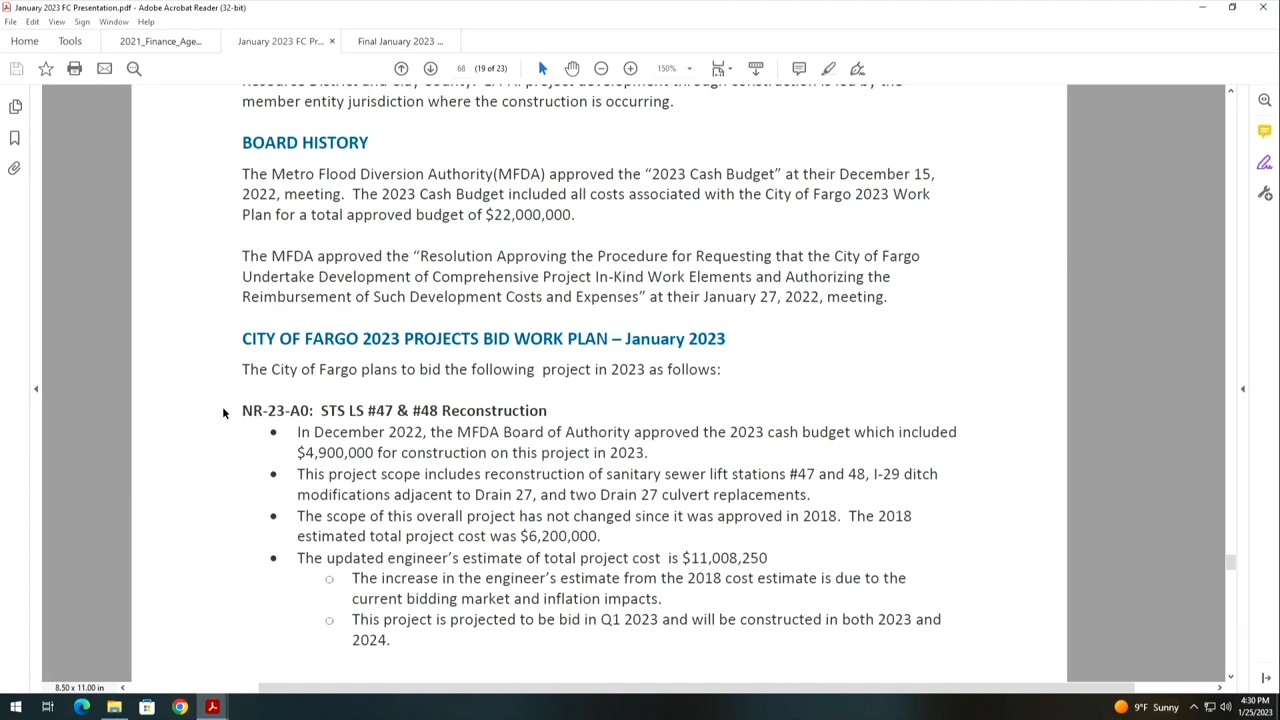 January 2023 FC Presentation.pdf - Adobe Acrobat Reader (32-bit)
File Edit View Sign Window Help
Home Tools 2021_Finance_Age... January 2023 FC Pr... × Final January 2023 ...
68 (19 of 23) 150%
member entity jurisdiction where the construction is occurring.
BOARD HISTORY
The Metro Flood Diversion Authority(MFDA) approved the “2023 Cash Budget” at their December 15,
2022, meeting. The 2023 Cash Budget included all costs associated with the City of Fargo 2023 Work
Plan for a total approved budget of $22,000,000.
The MFDA approved the “Resolution Approving the Procedure for Requesting that the City of Fargo
Undertake Development of Comprehensive Project In-Kind Work Elements and Authorizing the
Reimbursement of Such Development Costs and Expenses” at their January 27, 2022, meeting.
CITY OF FARGO 2023 PROJECTS BID WORK PLAN – January 2023
The City of Fargo plans to bid the following project in 2023 as follows:
NR-23-A0: STS LS #47 & #48 Reconstruction
• In December 2022, the MFDA Board of Authority approved the 2023 cash budget which included
$4,900,000 for construction on this project in 2023.
• This project scope includes reconstruction of sanitary sewer lift stations #47 and 48, I-29 ditch
modifications adjacent to Drain 27, and two Drain 27 culvert replacements.
• The scope of this overall project has not changed since it was approved in 2018. The 2018
estimated total project cost was $6,200,000.
• The updated engineer’s estimate of total project cost is $11,008,250
○ The increase in the engineer’s estimate from the 2018 cost estimate is due to the
current bidding market and inflation impacts.
○ This project is projected to be bid in Q1 2023 and will be constructed in both 2023 and
2024.
8.50 x 11.00 in
9°F Sunny
4:30 PM
1/25/2023